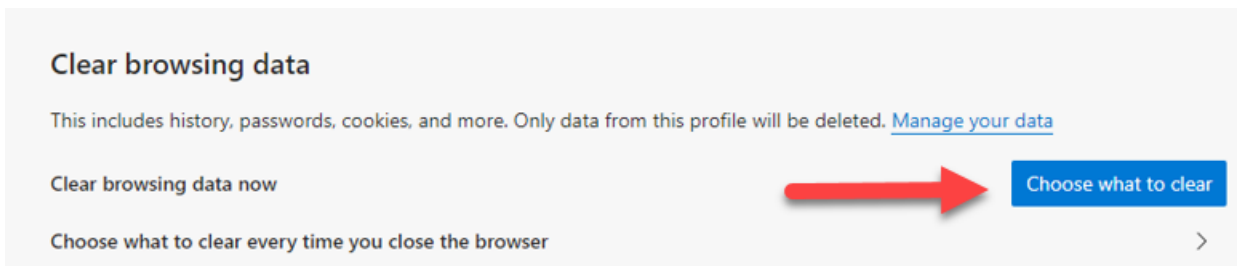 Clear browsing data
This includes history, passwords, cookies, and more. Only data from this profile will be deleted. Manage your data
Clear browsing data now
Choose what to clear
Choose what to clear every time you close the browser